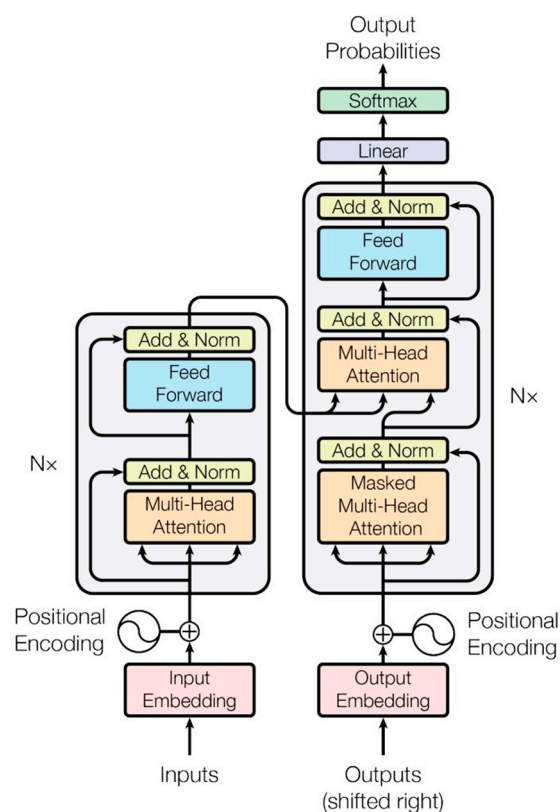 Output
Probabilities
Softmax
Linear
Add & Norm
Feed
Forward
Add & Norm
Multi-Head
Attention
Add & Norm
Masked
Multi-Head
Attention
N×
Add & Norm
Feed
Forward
Add & Norm
Multi-Head
Attention
N×
Positional
Encoding
Positional
Encoding
Input
Embedding
Output
Embedding
Inputs
Outputs
(shifted right)